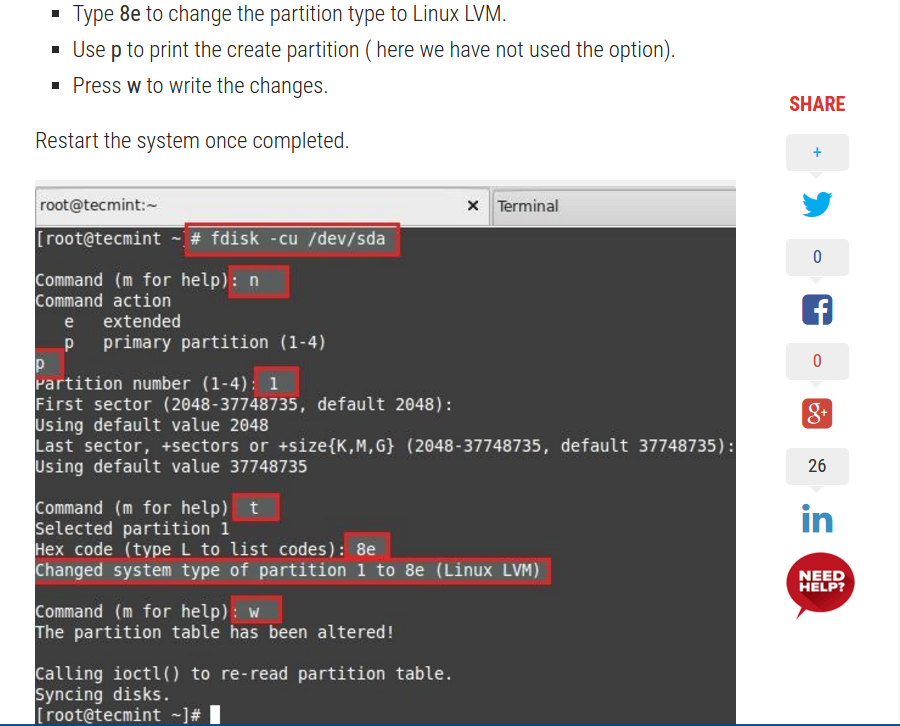 ▪ Type 8e to change the partition type to Linux LVM.
▪ Use p to print the create partition ( here we have not used the option).
▪ Press w to write the changes.
Restart the system once completed.
root@tecmint:~ × Terminal
[root@tecmint ~]# fdisk -cu /dev/sda
Command (m for help): n
Command action
e extended
p primary partition (1-4)
p
Partition number (1-4): 1
First sector (2048-37748735, default 2048):
Using default value 2048
Last sector, +sectors or +size{K,M,G} (2048-37748735, default 37748735):
Using default value 37748735
Command (m for help): t
Selected partition 1
Hex code (type L to list codes): 8e
Changed system type of partition 1 to 8e (Linux LVM)
Command (m for help): w
The partition table has been altered!
Calling ioctl() to re-read partition table.
Syncing disks.
[root@tecmint ~]#
SHARE
+
0
f
0
g+
26
in
NEED
HELP?